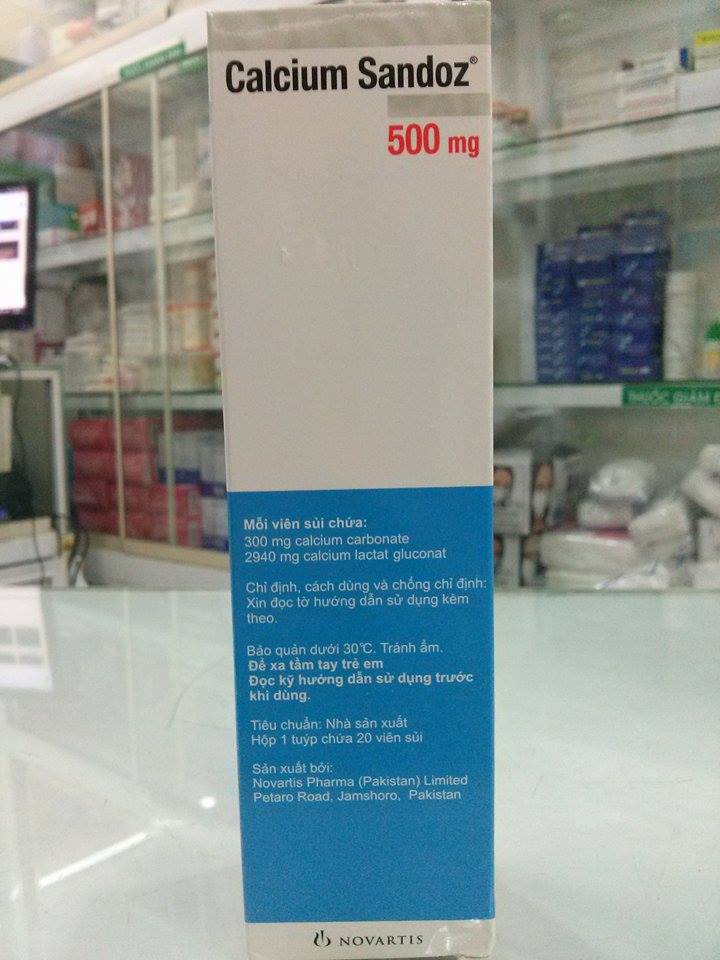 Calcium Sandoz®
500 mg
Mỗi viên sủi chứa:
300 mg calcium carbonate
2940 mg calcium lactat gluconat
Chỉ định, cách dùng và chống chỉ định:
Xin đọc tờ hướng dẫn sử dụng kèm
theo.
Bảo quản dưới 30°C. Tránh ẩm.
Để xa tầm tay trẻ em
Đọc kỹ hướng dẫn sử dụng trước
khi dùng.
Tiêu chuẩn: Nhà sản xuất
Hộp 1 tuýp chứa 20 viên sủi
Sản xuất bởi:
Novartis Pharma (Pakistan) Limited
Petaro Road, Jamshoro, Pakistan
NOVARTIS
THUỐC GIẢM